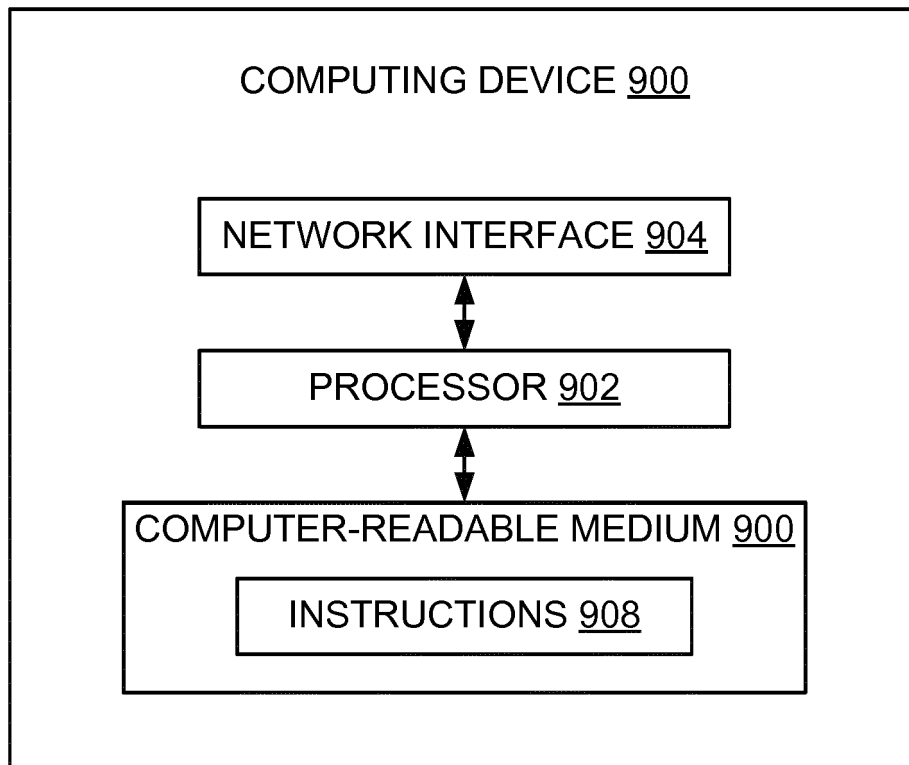 COMPUTING DEVICE 900
NETWORK INTERFACE 904
PROCESSOR 902
COMPUTER-READABLE MEDIUM 900
INSTRUCTIONS 908